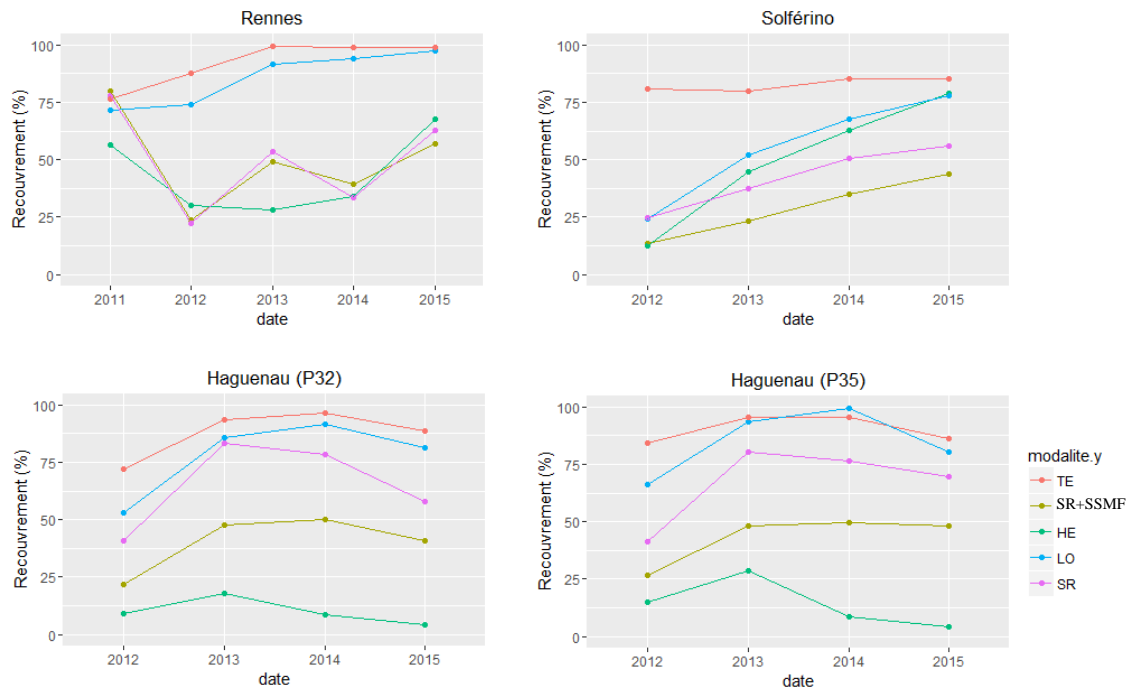 Rennes
Recouvrement (%)
100
75
50
25
0
2011 2012 2013 2014 2015
date
Solférino
Recouvrement (%)
100
75
50
25
0
2012 2013 2014 2015
date
Haguenau (P32)
Recouvrement (%)
100
75
50
25
0
2012 2013 2014 2015
date
Haguenau (P35)
Recouvrement (%)
100
75
50
25
0
2012 2013 2014 2015
date
modalite.y
TE
SR+SSMF
HE
LO
SR